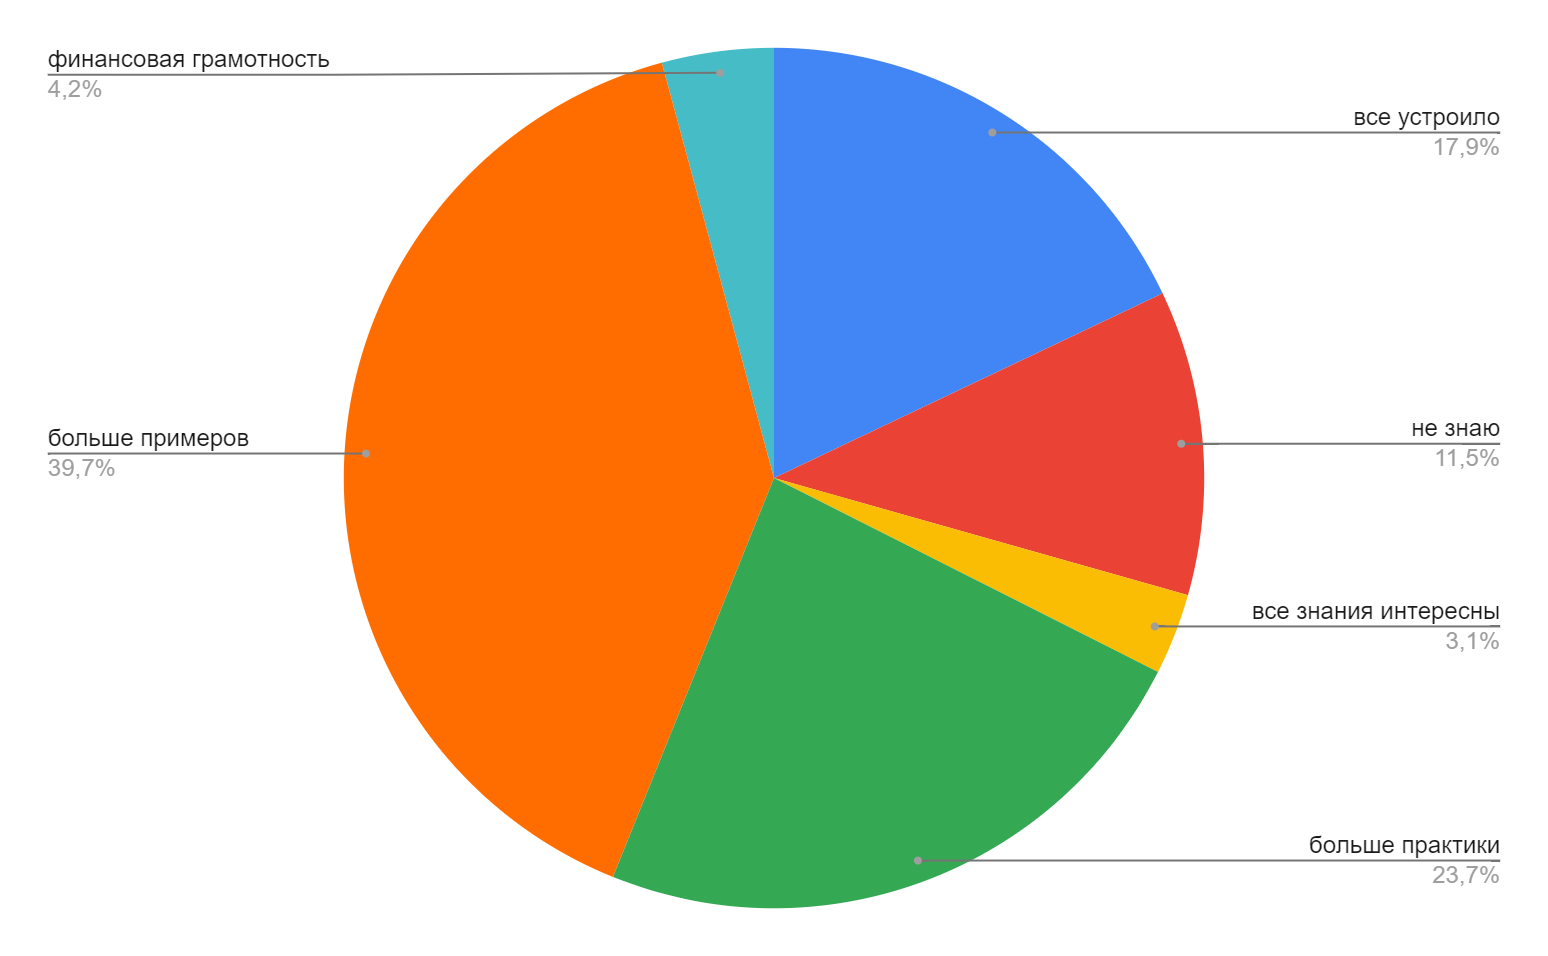 финансовая грамотность
4,2%
все устроило
17,9%
не знаю
11,5%
больше примеров
39,7%
все знания интересны
3,1%
больше практики
23,7%